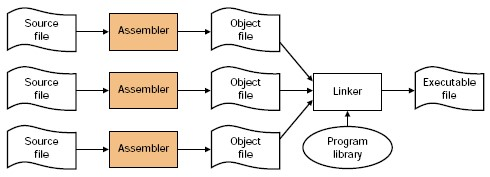 Source
file
Assembler
Object
file
Source
file
Assembler
Object
file
Linker
Executable
file
Source
file
Assembler
Object
file
Program
library